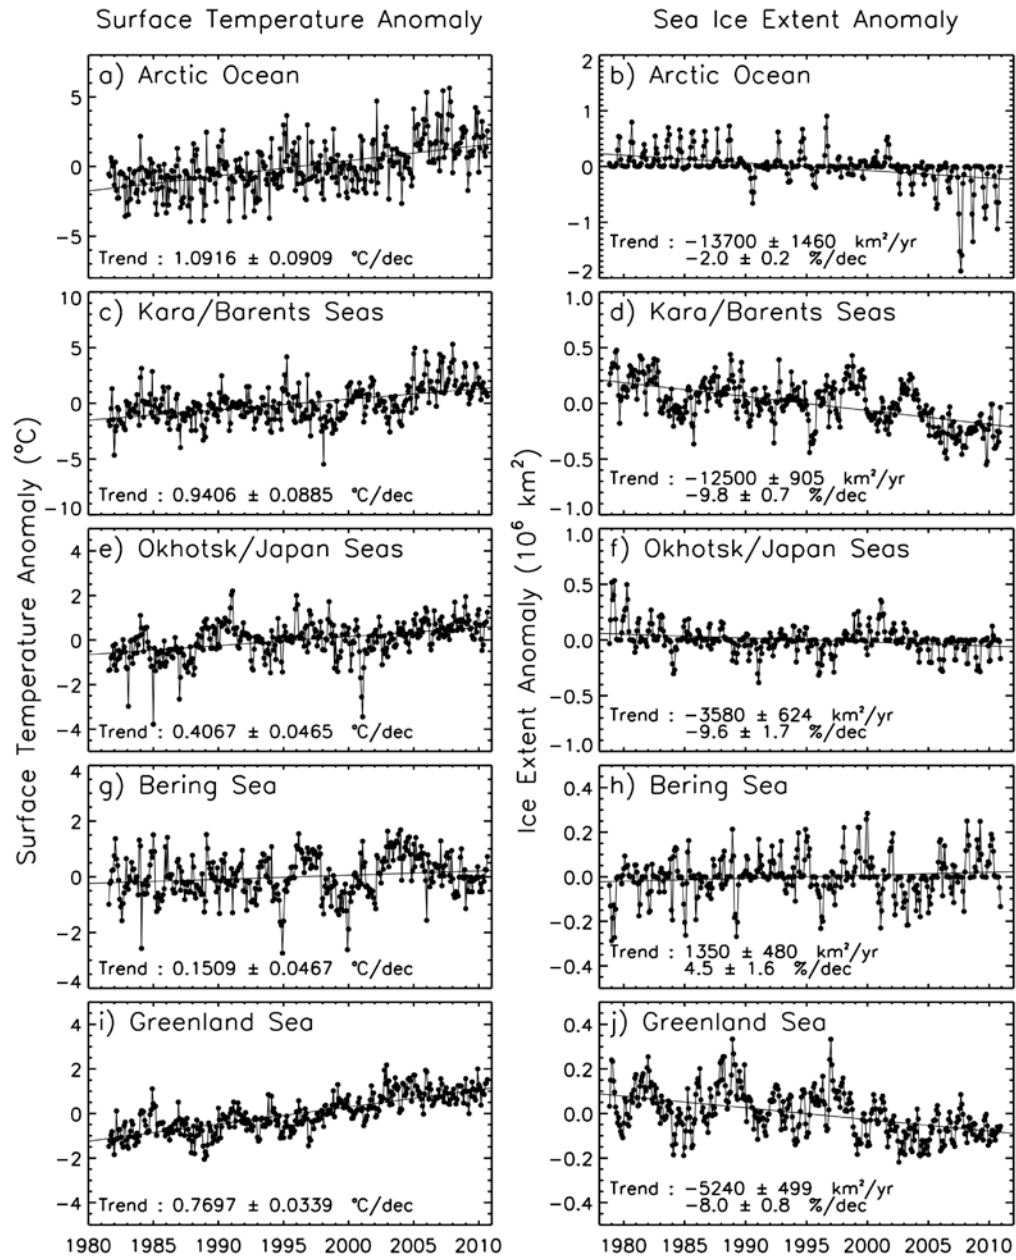 Surface Temperature Anomaly
Sea Ice Extent Anomaly
Surface Temperature Anomaly (°C)
Ice Extent Anomaly (10⁶ km²)
a) Arctic Ocean
5
0
−5
Trend : 1.0916 ± 0.0909 °C/dec
b) Arctic Ocean
2
1
0
−1
−2
Trend : −13700 ± 1460 km²/yr
−2.0 ± 0.2 %/dec
c) Kara/Barents Seas
10
5
0
−5
−10
Trend : 0.9406 ± 0.0885 °C/dec
d) Kara/Barents Seas
1.0
0.5
0.0
−0.5
−1.0
Trend : −12500 ± 905 km²/yr
−9.8 ± 0.7 %/dec
e) Okhotsk/Japan Seas
4
2
0
−2
−4
Trend : 0.4067 ± 0.0465 °C/dec
f) Okhotsk/Japan Seas
1.0
0.5
0.0
−0.5
−1.0
Trend : −3580 ± 624 km²/yr
−9.6 ± 1.7 %/dec
g) Bering Sea
4
2
0
−2
−4
Trend : 0.1509 ± 0.0467 °C/dec
h) Bering Sea
0.4
0.2
0.0
−0.2
−0.4
Trend : 1350 ± 480 km²/yr
4.5 ± 1.6 %/dec
i) Greenland Sea
4
2
0
−2
−4
Trend : 0.7697 ± 0.0339 °C/dec
1980 1985 1990 1995 2000 2005 2010
j) Greenland Sea
0.4
0.2
0.0
−0.2
−0.4
Trend : −5240 ± 499 km²/yr
−8.0 ± 0.8 %/dec
1980 1985 1990 1995 2000 2005 2010